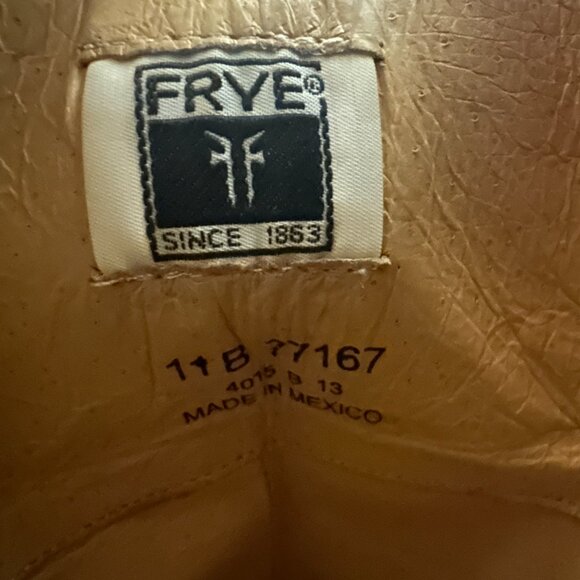 FRYE®
SINCE 1863
11 B 77167
4015 B 13
MADE IN MEXICO